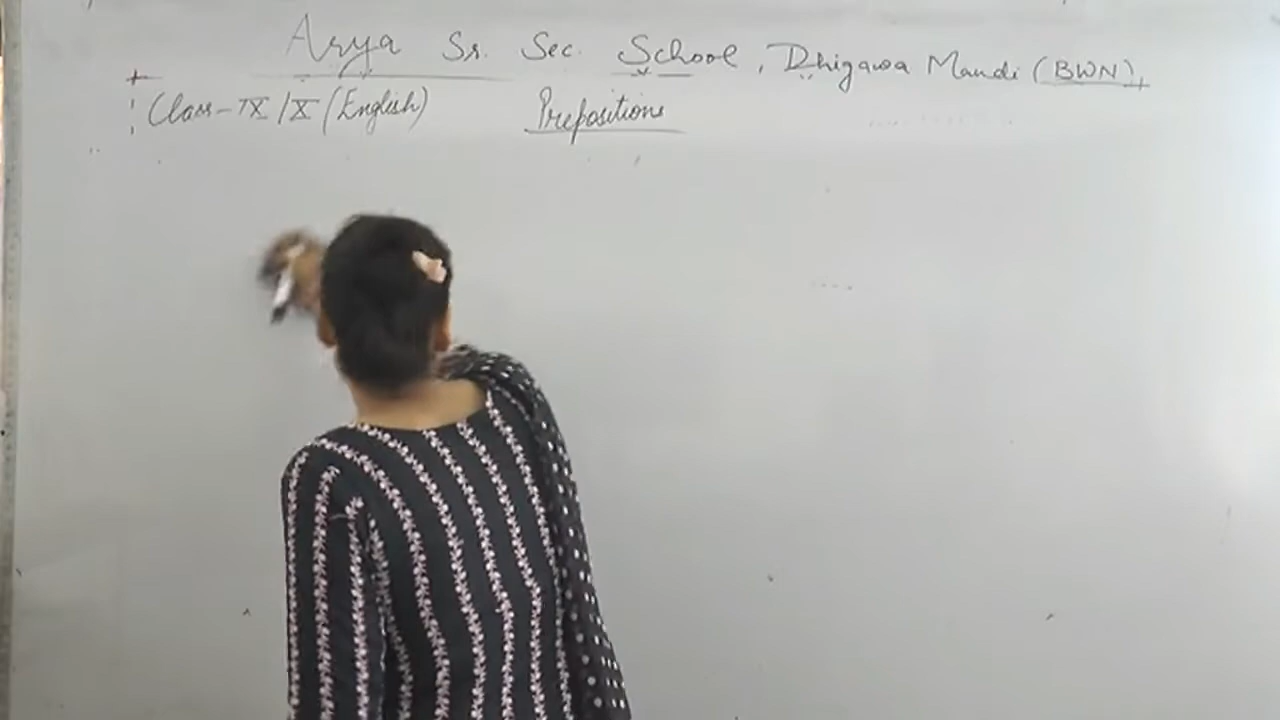 Arya Sr. Sec. School, Dhigawa Mandi (BWN)
Class-IX/X (English) Prepositions